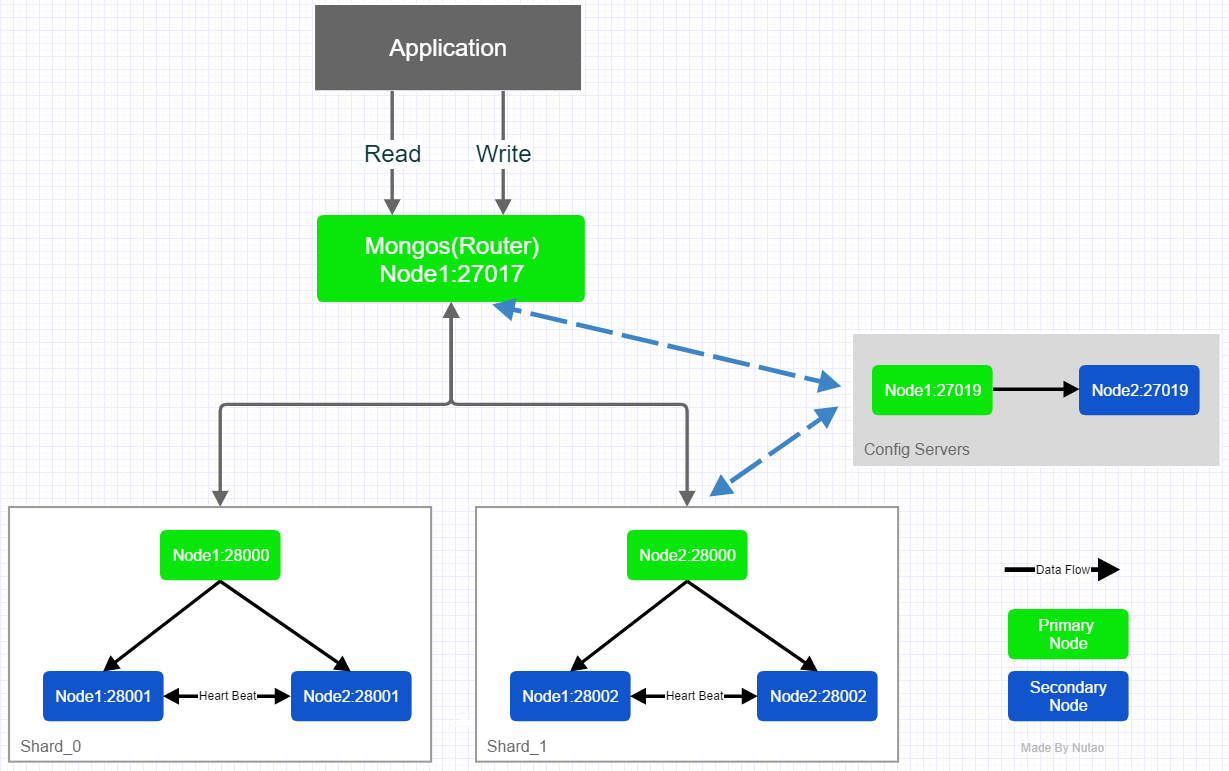 Application
Read
Write
Mongos(Router)
Node1:27017
Node1:27019
Node2:27019
Config Servers
Node1:28000
Node1:28001
Heart Beat
Node2:28001
Shard_0
Node2:28000
Node1:28002
Heart Beat
Node2:28002
Shard_1
Data Flow
Primary
Node
Secondary
Node
Made By Nutao